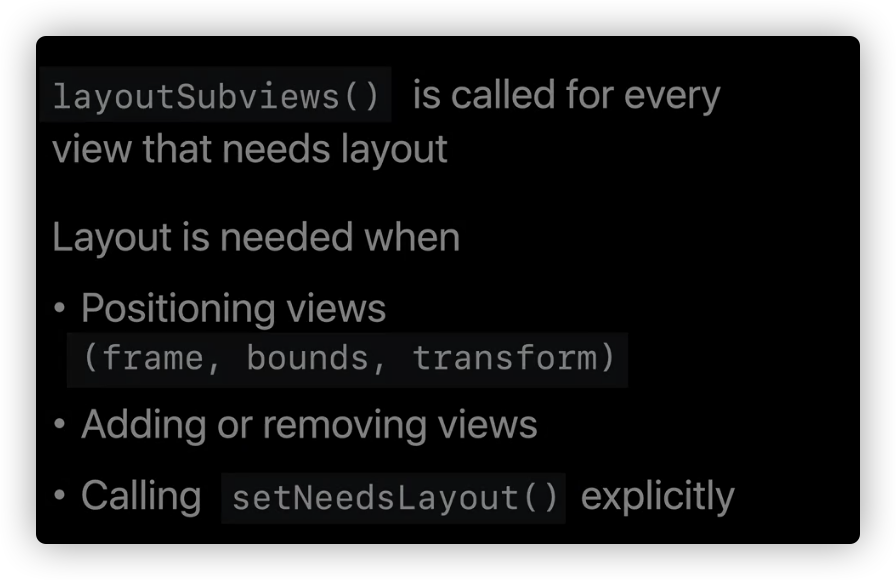 layoutSubviews() is called for every
view that needs layout
Layout is needed when
• Positioning views
(frame, bounds, transform)
• Adding or removing views
• Calling setNeedsLayout() explicitly